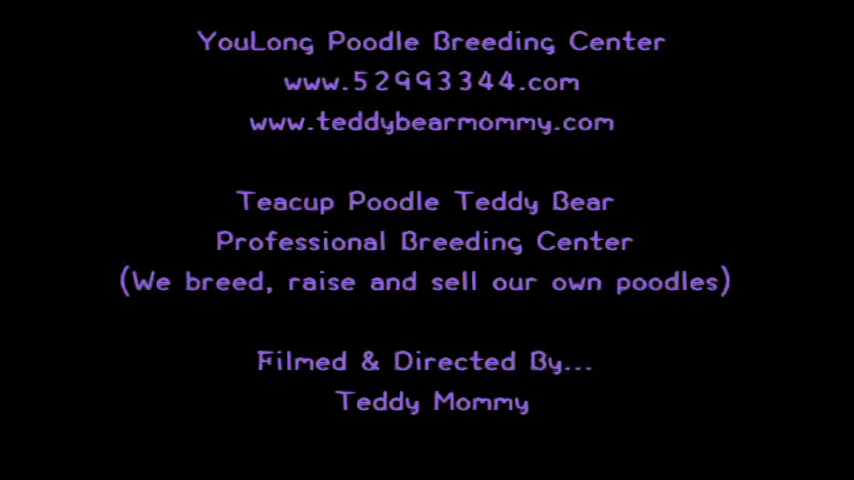 YouLong Poodle Breeding Center
www.52993344.com
www.teddybearmommy.com
Teacup Poodle Teddy Bear
Professional Breeding Center
(We breed, raise and sell our own poodles)
Filmed & Directed By...
Teddy Mommy